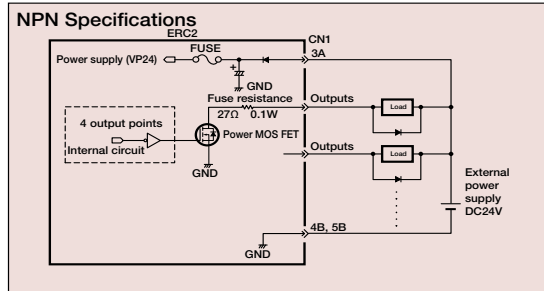 NPN Specifications
ERC2
CN1
FUSE
Power supply (VP24)
3A
+
GND
Fuse resistance
Outputs
27Ω 0.1W
Load
4 output points
Power MOS FET
Internal circuit
Outputs
Load
GND
External
power
supply
DC24V
4B, 5B
GND